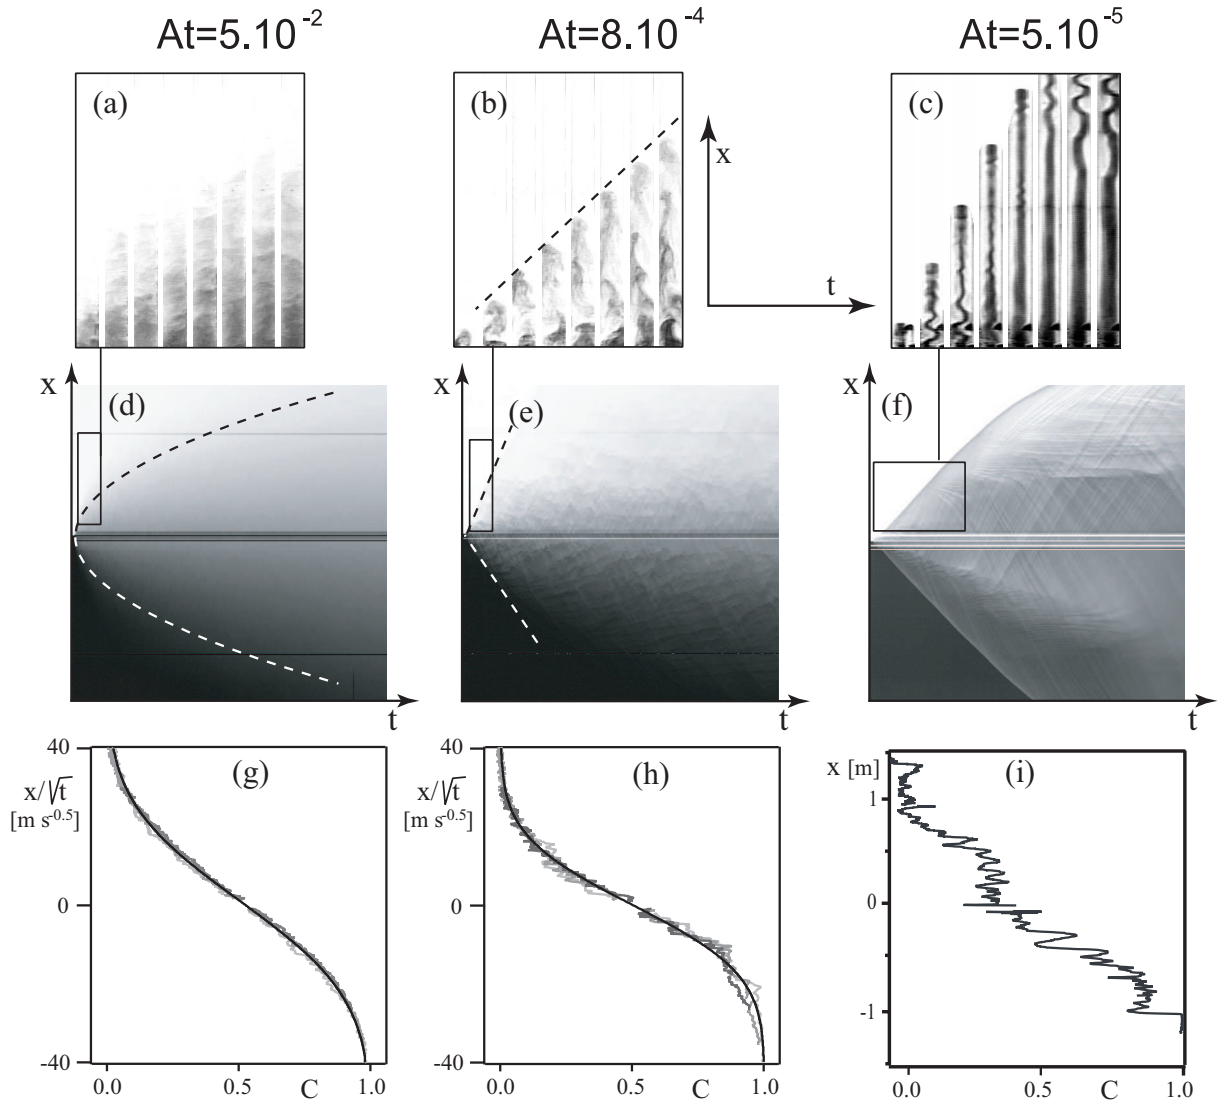 At=5.10⁻² At=8.10⁻⁴ At=5.10⁻⁵
(a) (b) (c)
x
t
x (d) x (e) x (f)
t t t
40 (g) 40 (h) x [m] (i)
x/√t x/√t 1
[m s⁻⁰·⁵] [m s⁻⁰·⁵]
0 0 0
-1
-40 -40
0.0 0.5 C 1.0 0.0 0.5 C 1.0 0.0 0.5 C 1.0